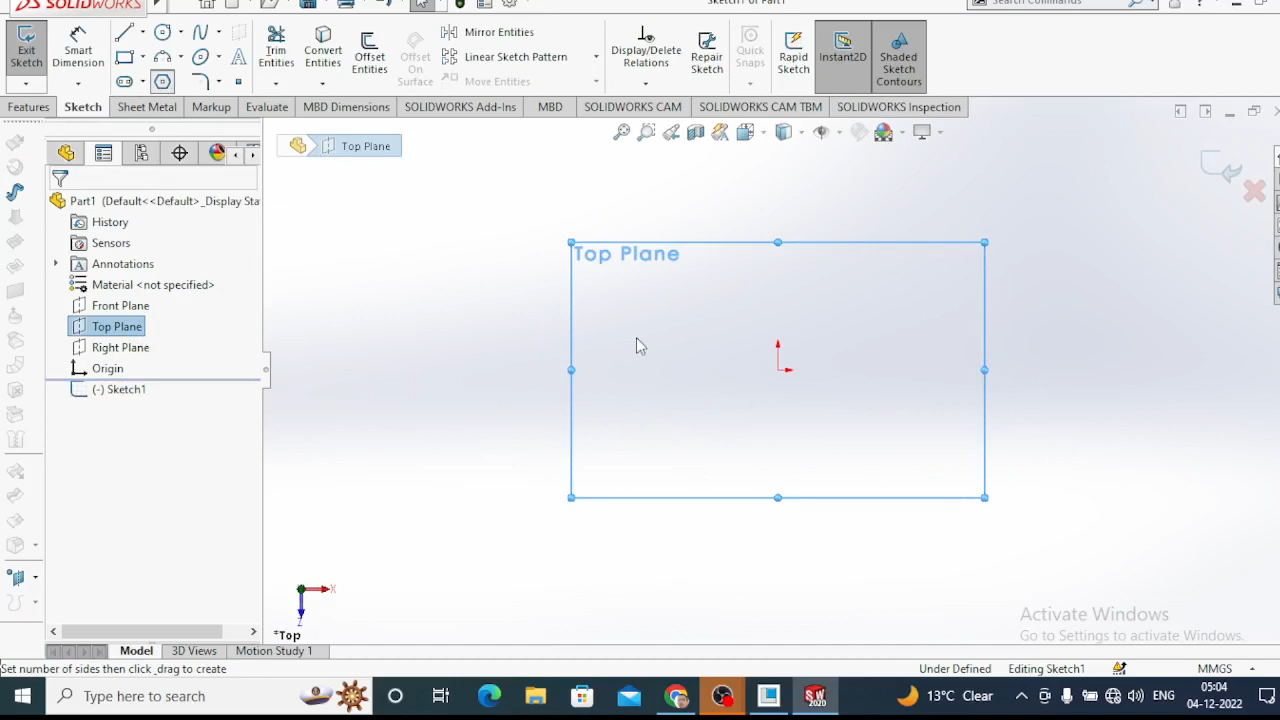 SOLIDWORKS
Sketch1 of Part1
Search Commands
Exit Sketch
Smart Dimension
Trim Entities
Convert Entities
Offset Entities
Offset On Surface
Mirror Entities
Linear Sketch Pattern
Move Entities
Display/Delete Relations
Repair Sketch
Quick Snaps
Rapid Sketch
Instant2D
Shaded Sketch Contours
Features
Sketch
Sheet Metal
Markup
Evaluate
MBD Dimensions
SOLIDWORKS Add-Ins
MBD
SOLIDWORKS CAM
SOLIDWORKS CAM TBM
SOLIDWORKS Inspection
Top Plane
Part1 (Default<<Default>_Display Sta
History
Sensors
Annotations
Material <not specified>
Front Plane
Top Plane
Right Plane
Origin
(-) Sketch1
Top Plane
X
Z
*Top
Activate Windows
Go to Settings to activate Windows.
Model
3D Views
Motion Study 1
Set number of sides then click _drag to create
Under Defined
Editing Sketch1
MMGS
Type here to search
SW
2020
13°C Clear
ENG
05:04
04-12-2022